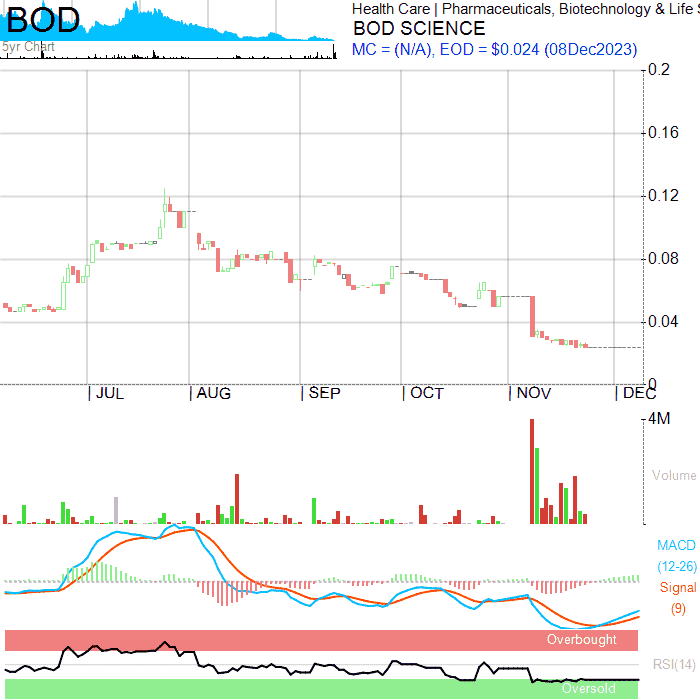 BOD
5yr Chart
Health Care | Pharmaceuticals, Biotechnology & Life S
BOD SCIENCE
MC = (N/A), EOD = $0.024 (08Dec2023)
0.2
0.16
0.12
0.08
0.04
0
| JUL | AUG | SEP | OCT | NOV | DEC
4M
Volume
MACD
(12-26)
Signal
(9)
Overbought
RSI(14)
Oversold